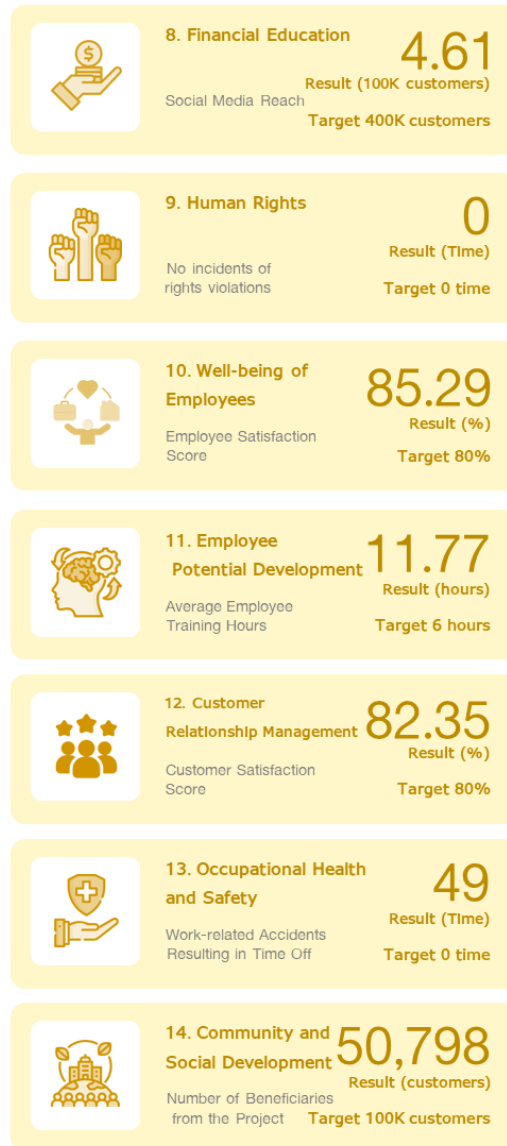 8. Financial Education
4.61
Result (100K customers)
Social Media Reach
Target 400K customers
9. Human Rights
0
Result (Time)
No incidents of
rights violations
Target 0 time
10. Well-being of
Employees
85.29
Result (%)
Employee Satisfaction
Score
Target 80%
11. Employee
Potential Development
11.77
Result (hours)
Average Employee
Training Hours
Target 6 hours
12. Customer
Relationship Management
82.35
Result (%)
Customer Satisfaction
Score
Target 80%
13. Occupational Health
and Safety
49
Result (Time)
Work-related Accidents
Resulting in Time Off
Target 0 time
14. Community and
Social Development
50,798
Result (customers)
Number of Beneficiaries
from the Project
Target 100K customers
$